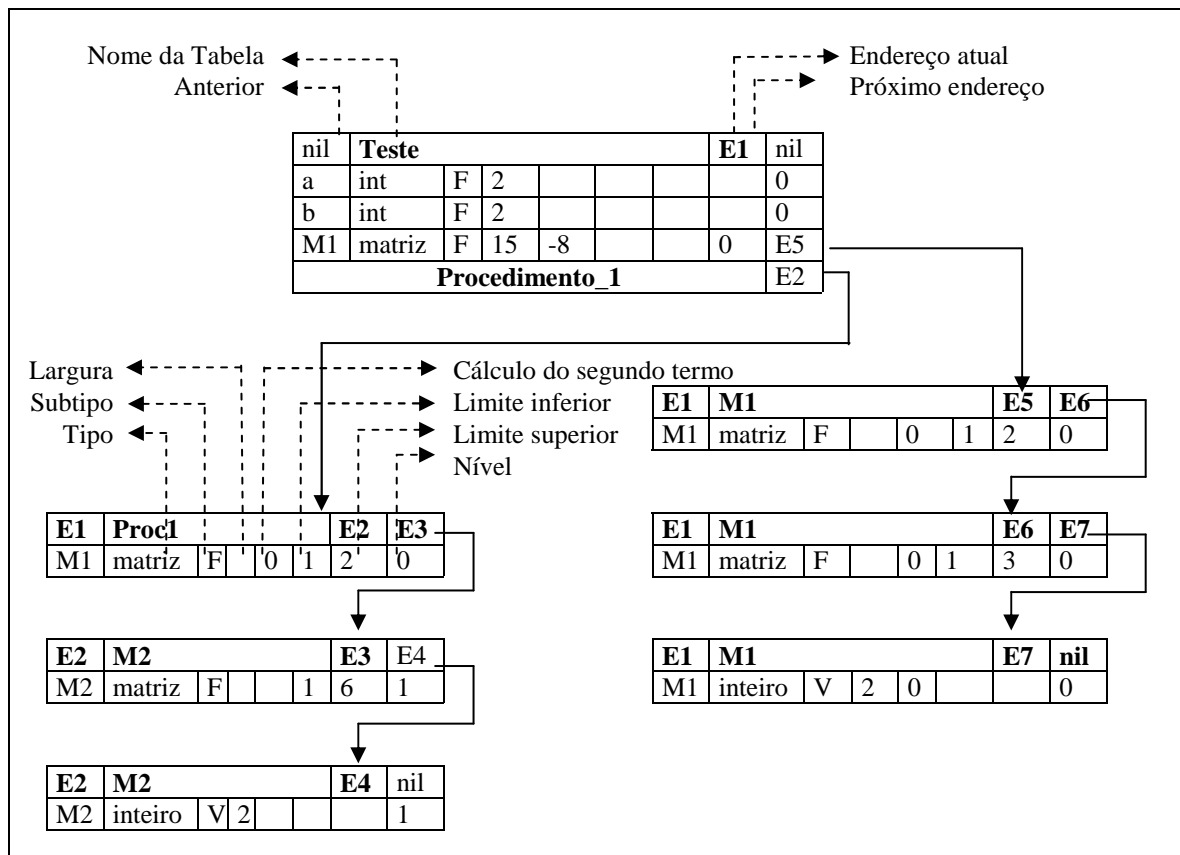 Nome da Tabela
Anterior
Endereço atual
Próximo endereço
nil Teste E1 nil
a int F 2 0
b int F 2 0
M1 matriz F 15 -8 0 E5
Procedimento_1 E2
Largura
Subtipo
Tipo
Cálculo do segundo termo
Limite inferior
Limite superior
Nível
E1 Proc1 E2 E3
M1 matriz F 0 1 2 0
E2 M2 E3 E4
M2 matriz F 1 6 1
E2 M2 E4 nil
M2 inteiro V 2 1
E1 M1 E5 E6
M1 matriz F 0 1 2 0
E1 M1 E6 E7
M1 matriz F 0 1 3 0
E1 M1 E7 nil
M1 inteiro V 2 0 0